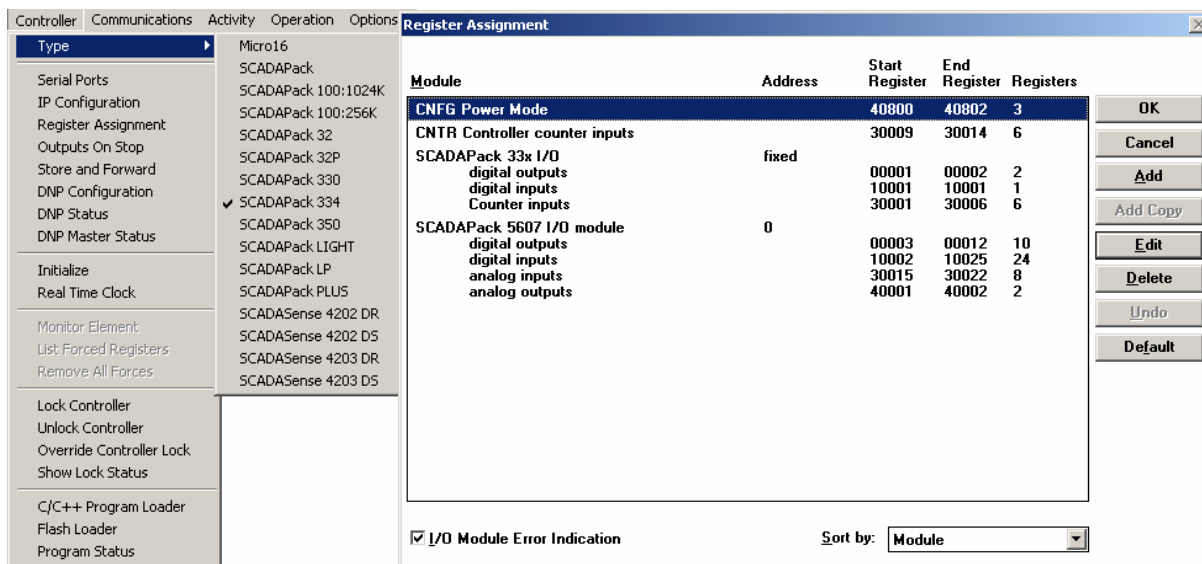 Controller Communications Activity Operation Options
Type
Serial Ports
IP Configuration
Register Assignment
Outputs On Stop
Store and Forward
DNP Configuration
DNP Status
DNP Master Status
Initialize
Real Time Clock
Monitor Element
List Forced Registers
Remove All Forces
Lock Controller
Unlock Controller
Override Controller Lock
Show Lock Status
C/C++ Program Loader
Flash Loader
Program Status
Micro16
SCADAPack
SCADAPack 100:1024K
SCADAPack 100:256K
SCADAPack 32
SCADAPack 32P
SCADAPack 330
SCADAPack 334
SCADAPack 350
SCADAPack LIGHT
SCADAPack LP
SCADAPack PLUS
SCADASense 4202 DR
SCADASense 4202 DS
SCADASense 4203 DR
SCADASense 4203 DS
Register Assignment
Start End
Module Address Register Register Registers
CNFG Power Mode 40800 40802 3
CNTR Controller counter inputs 30009 30014 6
SCADAPack 33x I/O fixed
digital outputs 00001 00002 2
digital inputs 10001 10001 1
Counter inputs 30001 30006 6
SCADAPack 5607 I/O module 0
digital outputs 00003 00012 10
digital inputs 10002 10025 24
analog inputs 30015 30022 8
analog outputs 40001 40002 2
OK
Cancel
Add
Add Copy
Edit
Delete
Undo
Default
I/O Module Error Indication
Sort by: Module